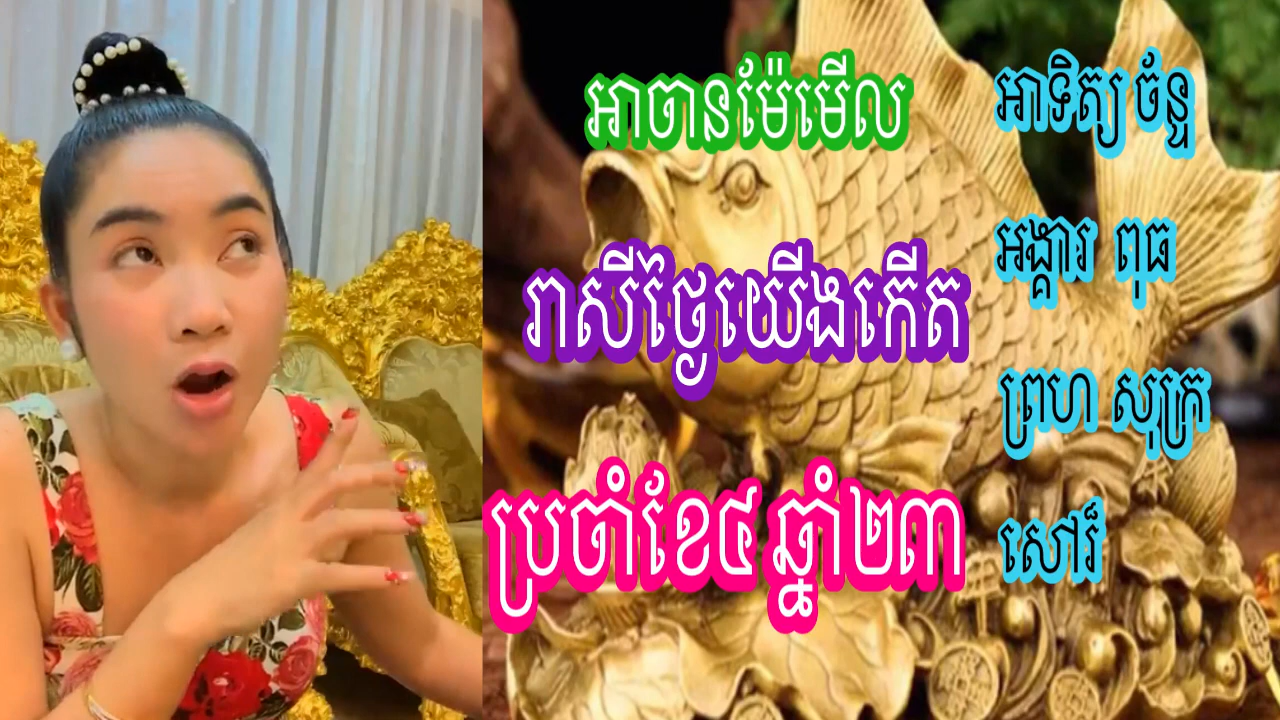 អាចានម៉ែមើល
រាសីថ្ងៃយើងកើត
ប្រចាំខែ៤ ឆ្នាំ២៣
អាទិត្យ ច័ន្ទ
អង្គារ ពុធ
ព្រហ សុក្រ
សៅរ៍